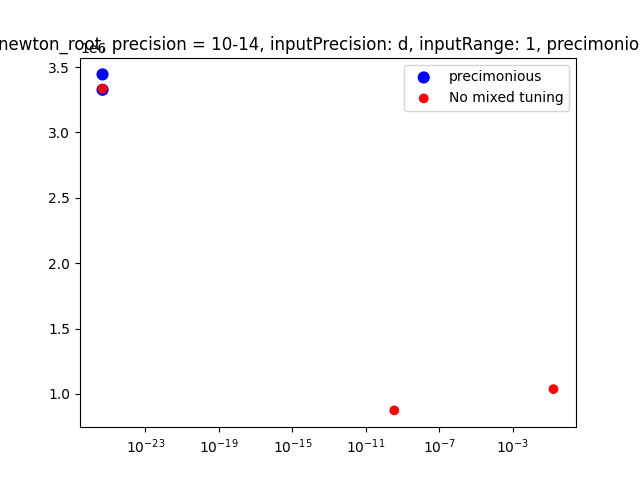 newton_root, precision = 10-14, inputPrecision: d, inputRange: 1, precimonio
1e6
precimonious
No mixed tuning
3.5
3.0
2.5
2.0
1.5
1.0
10⁻²³ 10⁻¹⁹ 10⁻¹⁵ 10⁻¹¹ 10⁻⁷ 10⁻³